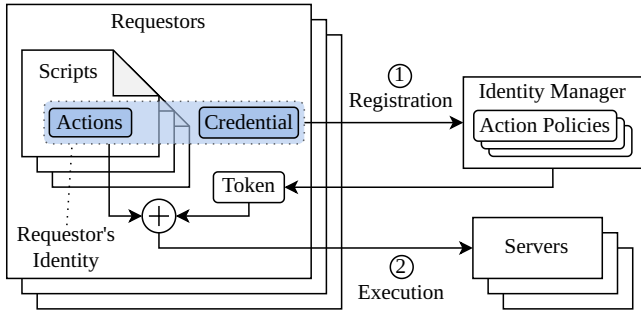 Requestors
Scripts
Actions
Credential
1
Registration
Identity Manager
Action Policies
Token
Requestor's
Identity
Servers
2
Execution